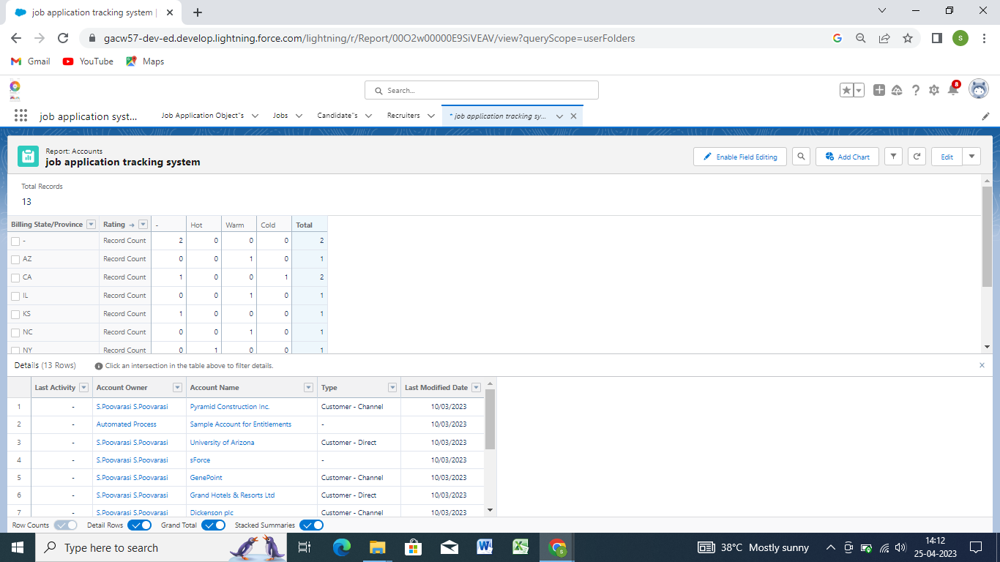 job application tracking system |
gacw57-dev-ed.develop.lightning.force.com/lightning/r/Report/00O2w00000E9SiVEAV/view?queryScope=userFolders
S
Gmail YouTube Maps
Search...
8
job application syst... Job Application Object"s Jobs Candidate"s Recruiters * job application tracking sy...
Report: Accounts
job application tracking system
Enable Field Editing Add Chart Edit
Total Records
13
Billing State/Province Rating → - Hot Warm Cold Total
- Record Count 2 0 0 0 2
AZ Record Count 0 0 1 0 1
CA Record Count 1 0 0 1 2
IL Record Count 0 0 1 0 1
KS Record Count 1 0 0 0 1
NC Record Count 0 0 1 0 1
NY Record Count 0 1 0 0 1
Details (13 Rows) Click an intersection in the table above to filter details.
Last Activity Account Owner Account Name Type Last Modified Date
1 - S.Poovarasi S.Poovarasi Pyramid Construction Inc. Customer - Channel 10/03/2023
2 - Automated Process Sample Account for Entitlements - 10/03/2023
3 - S.Poovarasi S.Poovarasi University of Arizona Customer - Direct 10/03/2023
4 - S.Poovarasi S.Poovarasi sForce - 10/03/2023
5 - S.Poovarasi S.Poovarasi GenePoint Customer - Channel 10/03/2023
6 - S.Poovarasi S.Poovarasi Grand Hotels & Resorts Ltd Customer - Direct 10/03/2023
7 - S.Poovarasi S.Poovarasi Dickenson plc Customer - Channel 10/03/2023
Row Counts Detail Rows Grand Total Stacked Summaries
Type here to search
38°C Mostly sunny
14:12
25-04-2023